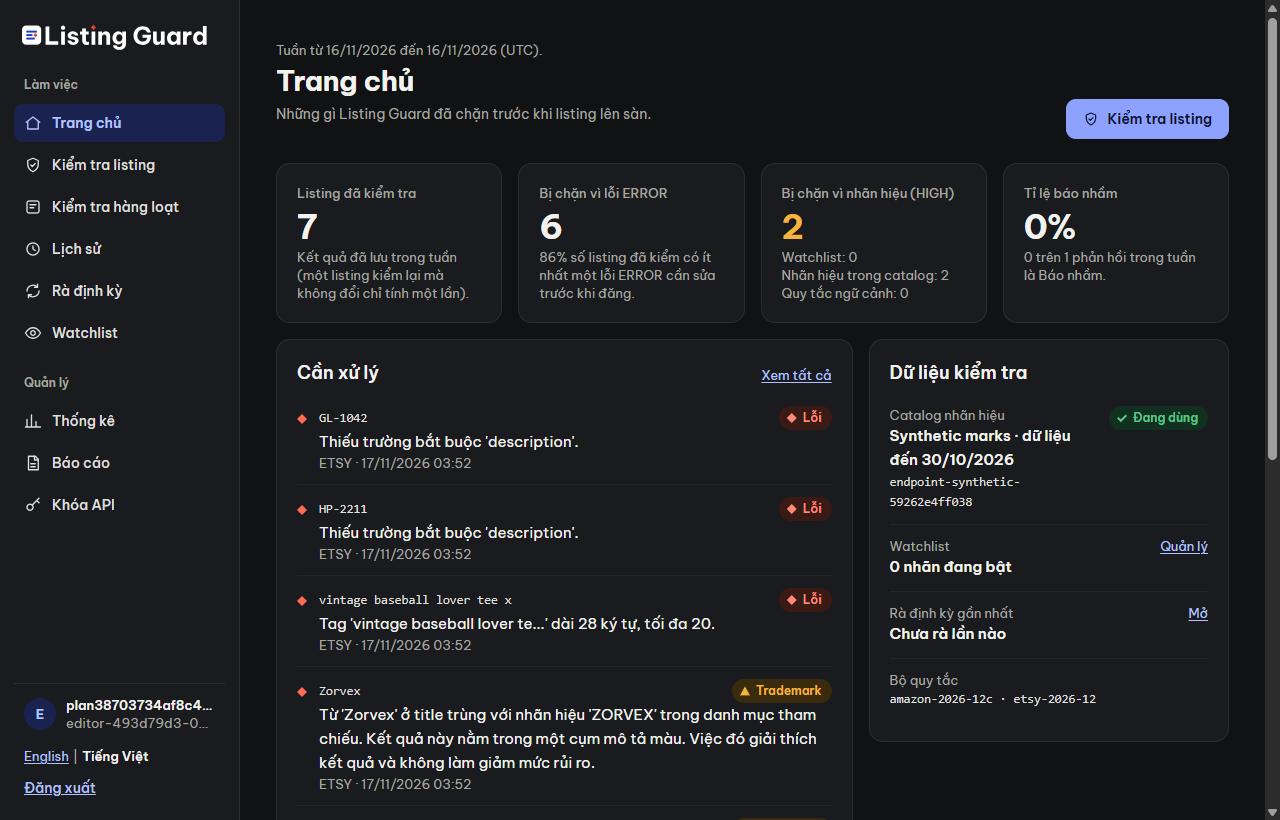 Listing Guard
Làm việc
Trang chủ
Kiểm tra listing
Kiểm tra hàng loạt
Lịch sử
Rà định kỳ
Watchlist
Quản lý
Thống kê
Báo cáo
Khóa API
E
plan38703734af8c4...
editor-493d79d3-0...
English | Tiếng Việt
Đăng xuất
Tuần từ 16/11/2026 đến 16/11/2026 (UTC).
Trang chủ
Những gì Listing Guard đã chặn trước khi listing lên sàn.
Kiểm tra listing
Listing đã kiểm tra
7
Kết quả đã lưu trong tuần
(một listing kiểm lại mà
không đổi chỉ tính một lần).
Bị chặn vì lỗi ERROR
6
86% số listing đã kiểm có ít
nhất một lỗi ERROR cần sửa
trước khi đăng.
Bị chặn vì nhãn hiệu (HIGH)
2
Watchlist: 0
Nhãn hiệu trong catalog: 2
Quy tắc ngữ cảnh: 0
Tỉ lệ báo nhầm
0%
0 trên 1 phản hồi trong tuần
là Báo nhầm.
Cần xử lý
Xem tất cả
GL-1042
Lỗi
Thiếu trường bắt buộc 'description'.
ETSY · 17/11/2026 03:52
HP-2211
Lỗi
Thiếu trường bắt buộc 'description'.
ETSY · 17/11/2026 03:52
vintage baseball lover tee x
Lỗi
Tag 'vintage baseball lover te...' dài 28 ký tự, tối đa 20.
ETSY · 17/11/2026 03:52
Zorvex
Trademark
Từ 'Zorvex' ở title trùng với nhãn hiệu 'ZORVEX' trong danh mục tham
chiếu. Kết quả này nằm trong một cụm mô tả màu. Việc đó giải thích
kết quả và không làm giảm mức rủi ro.
ETSY · 17/11/2026 03:52
Dữ liệu kiểm tra
Catalog nhãn hiệu
Đang dùng
Synthetic marks · dữ liệu
đến 30/10/2026
endpoint-synthetic-
59262e4ff038
Watchlist
Quản lý
0 nhãn đang bật
Rà định kỳ gần nhất
Mở
Chưa rà lần nào
Bộ quy tắc
amazon-2026-12c · etsy-2026-12